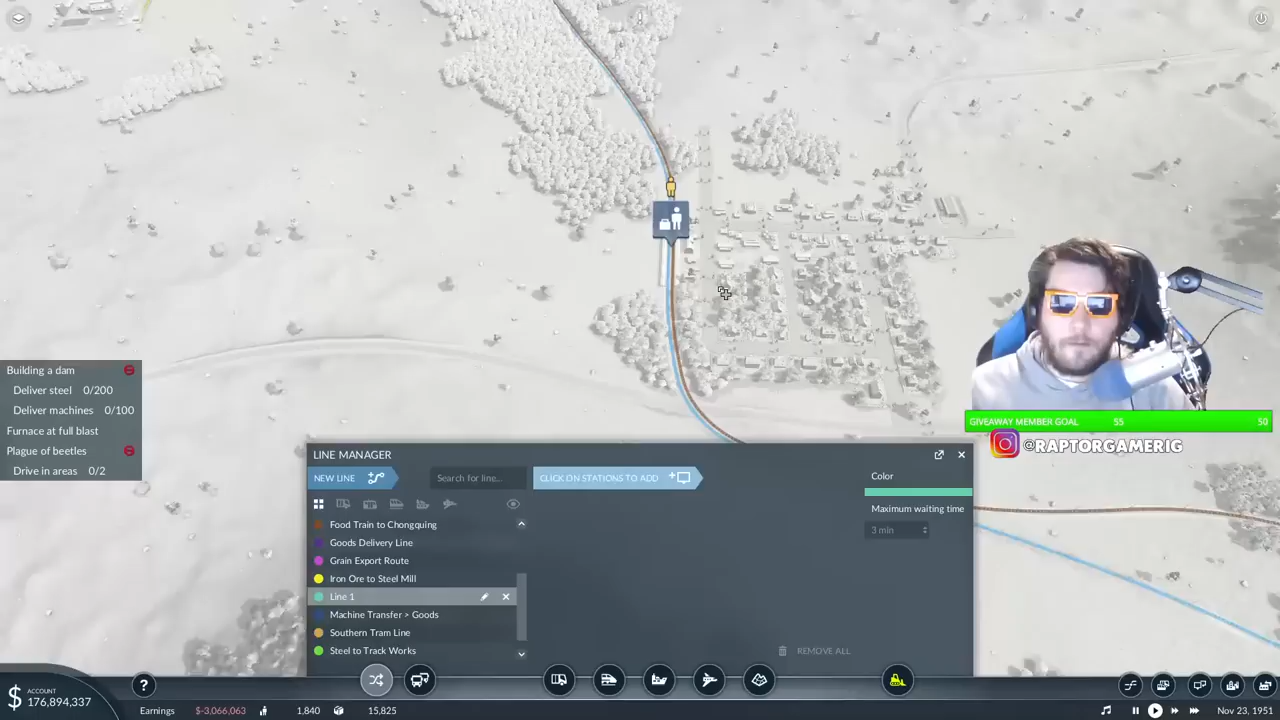 Building a dam
Deliver steel 0/200
Deliver machines 0/100
Furnace at full blast
Plague of beetles
Drive in areas 0/2
GIVEAWAY MEMBER GOAL 55 50
@RAPTORGAMERIG
LINE MANAGER
NEW LINE
Search for line...
CLICK ON STATIONS TO ADD
Color
Maximum waiting time
3 min
Food Train to Chongquing
Goods Delivery Line
Grain Export Route
Iron Ore to Steel Mill
Line 1
Machine Transfer > Goods
Southern Tram Line
Steel to Track Works
REMOVE ALL
$ ACCOUNT
176,894,337
?
Earnings $-3,066,063 1,840 15,825
Nov 23, 1951